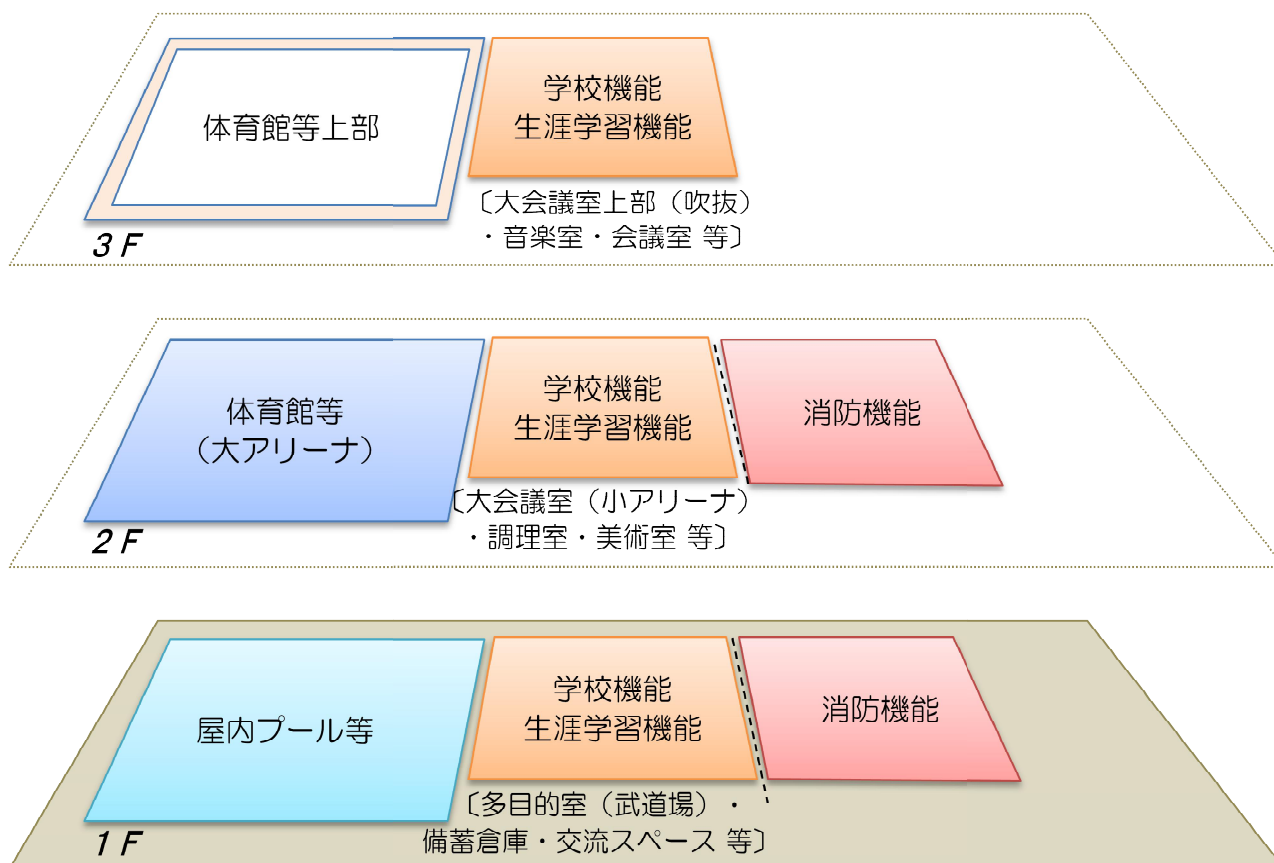 体育館等上部
学校機能
生涯学習機能
〔大会議室上部（吹抜）
・音楽室・会議室 等〕
3F
体育館等
（大アリーナ）
学校機能
生涯学習機能
消防機能
〔大会議室（小アリーナ）
・調理室・美術室 等〕
2F
屋内プール等
学校機能
生涯学習機能
消防機能
〔多目的室（武道場）・
備蓄倉庫・交流スペース 等〕
1F